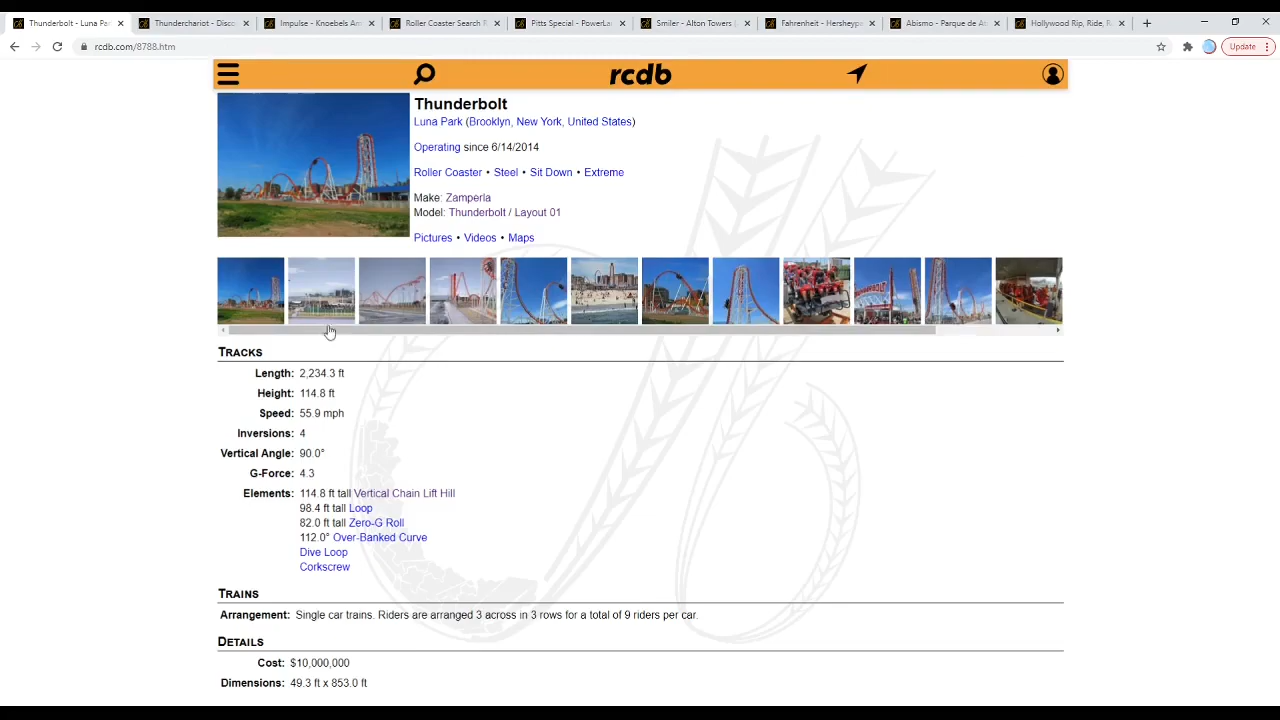 Thunderbolt - Luna Par
Thunderchariot - Disco
Impulse - Knoebels Am
Roller Coaster Search R
Pitts Special - PowerLan
Smiler - Alton Towers (
Fahrenheit - Hersheypa
Abismo - Parque de At
Hollywood Rip, Ride, R
rcdb.com/8788.htm
Update
rcdb
Thunderbolt
Luna Park (Brooklyn, New York, United States)
Operating since 6/14/2014
Roller Coaster • Steel • Sit Down • Extreme
Make: Zamperla
Model: Thunderbolt / Layout 01
Pictures • Videos • Maps
TRACKS
Length: 2,234.3 ft
Height: 114.8 ft
Speed: 55.9 mph
Inversions: 4
Vertical Angle: 90.0°
G-Force: 4.3
Elements: 114.8 ft tall Vertical Chain Lift Hill
98.4 ft tall Loop
82.0 ft tall Zero-G Roll
112.0° Over-Banked Curve
Dive Loop
Corkscrew
TRAINS
Arrangement: Single car trains. Riders are arranged 3 across in 3 rows for a total of 9 riders per car.
DETAILS
Cost: $10,000,000
Dimensions: 49.3 ft x 853.0 ft